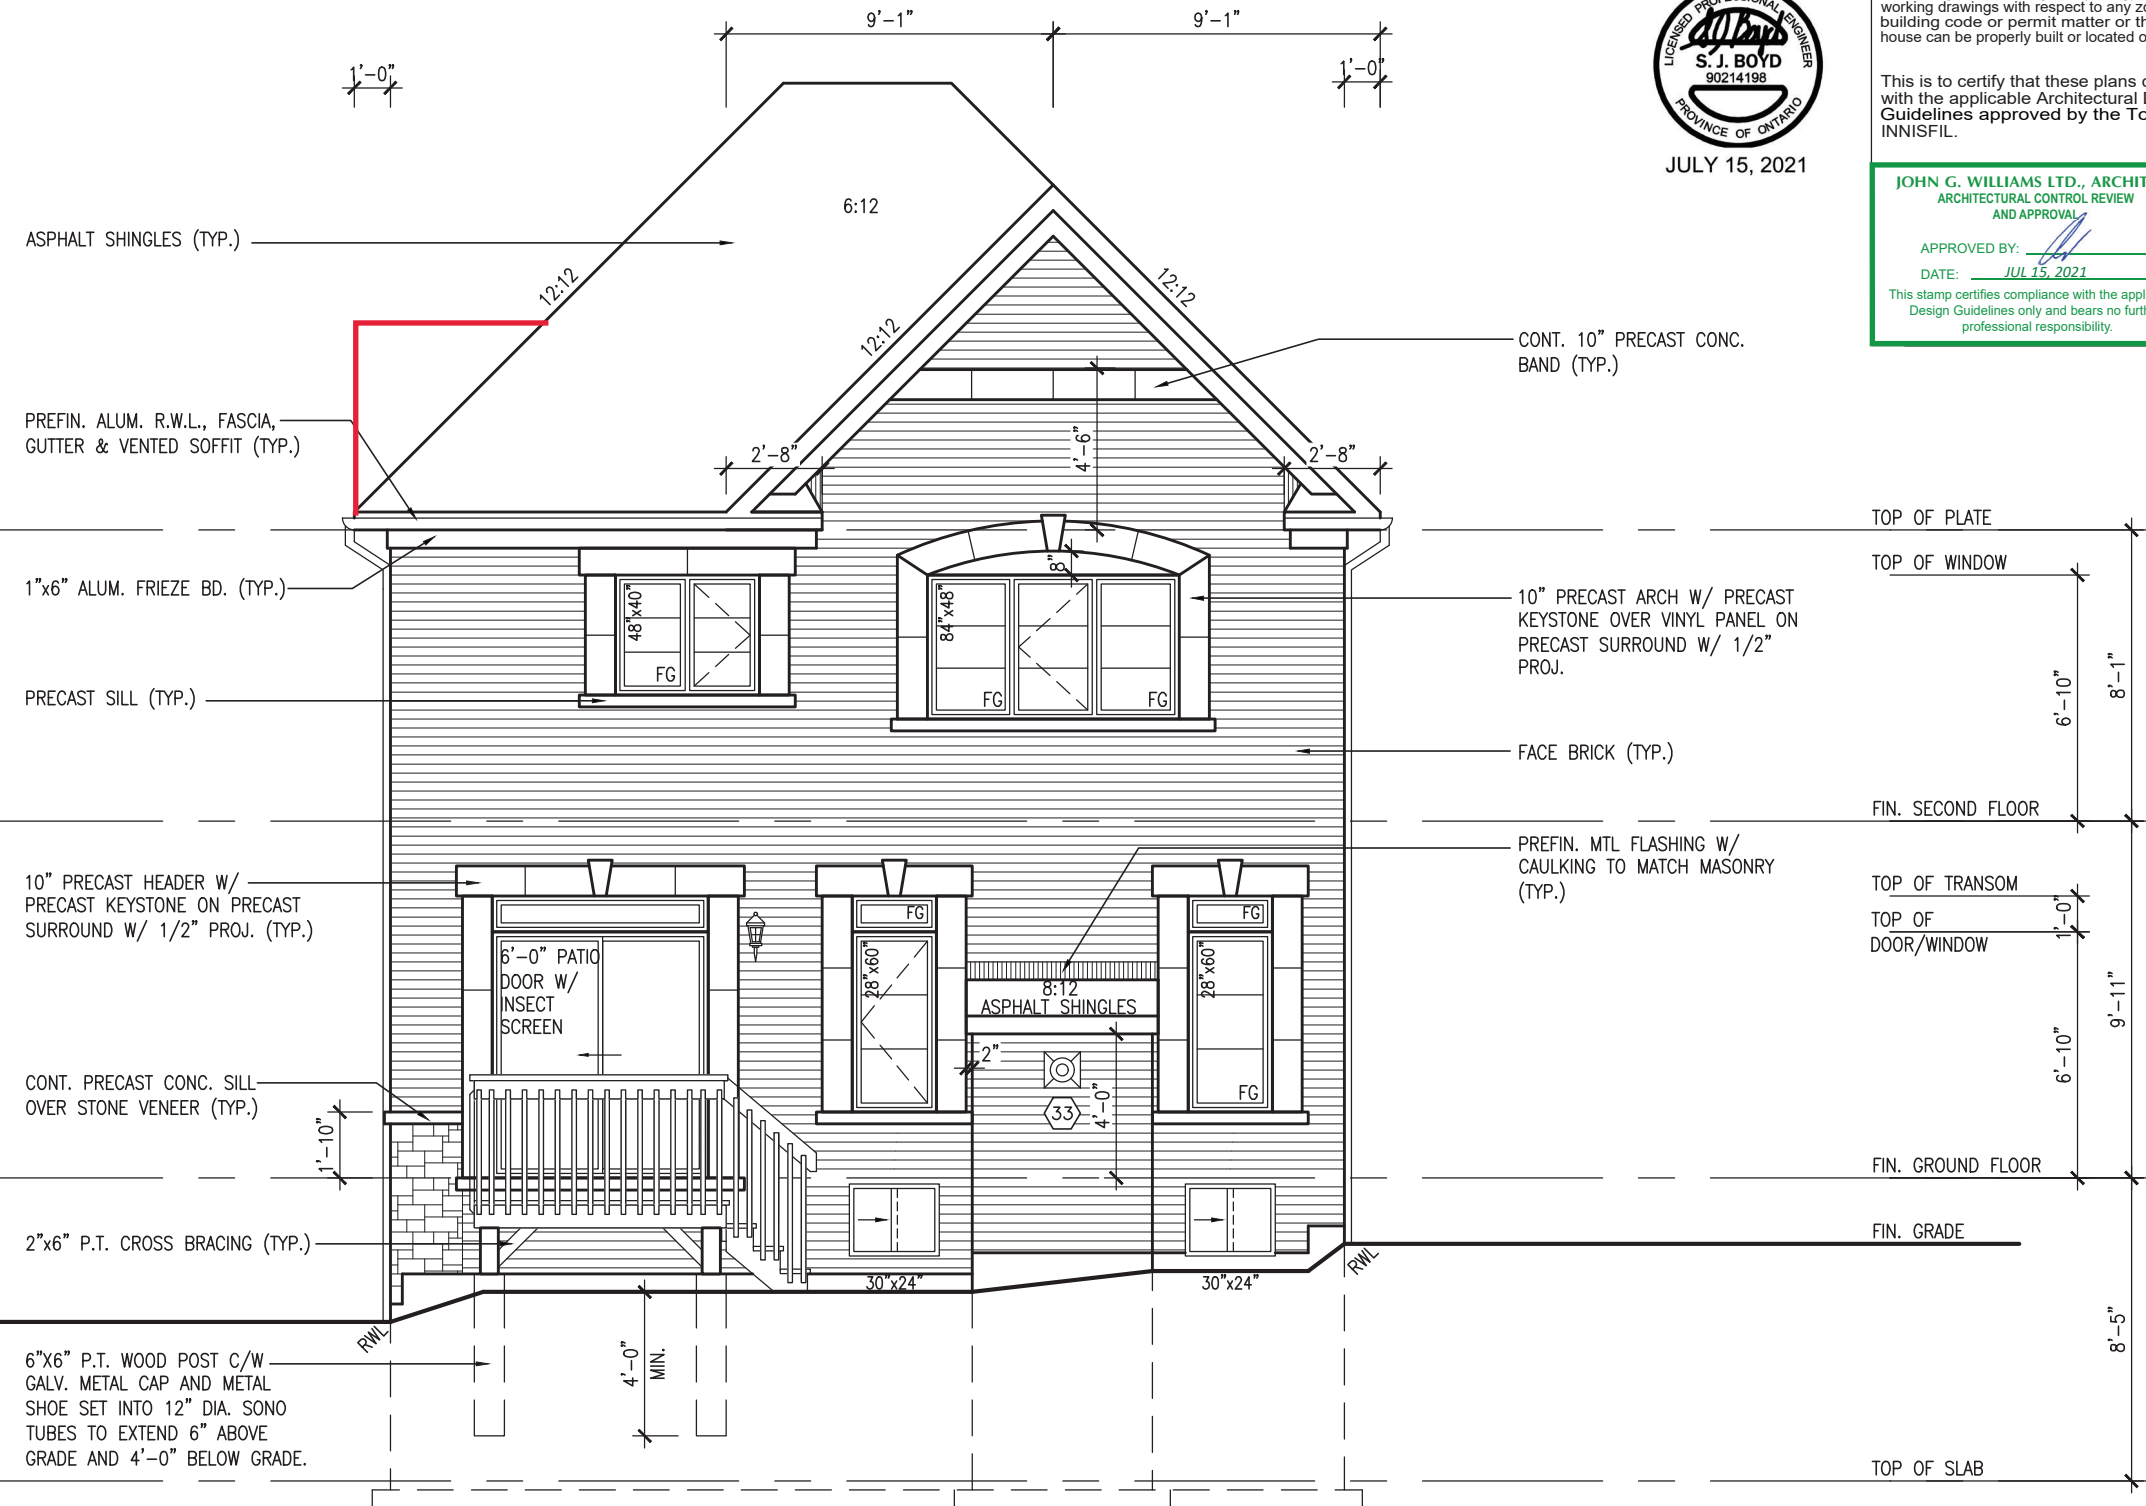 9'-1"
9'-1"
1'-0"
1'-0"
LICENSED PROFESSIONAL ENGINEER
S. J. BOYD
90214198
PROVINCE OF ONTARIO
JULY 15, 2021
working drawings with respect to any
building code or permit matter or
house can be properly built or located
This is to certify that these plans
with the applicable Architectural
Guidelines approved by the
INNISFIL.
JOHN G. WILLIAMS LTD.,
ARCHITECTURAL CONTROL REVIEW
AND APPROVAL
APPROVED BY:
DATE: JUL 15, 2021
This stamp certifies compliance with the
Design Guidelines only and bears no
professional responsibility.
ASPHALT SHINGLES (TYP.)
6:12
12:12
12:12
12:12
CONT. 10" PRECAST CONC.
BAND (TYP.)
PREFIN. ALUM. R.W.L., FASCIA,
GUTTER & VENTED SOFFIT (TYP.)
2'-8"
4'-6"
2'-8"
TOP OF PLATE
TOP OF WINDOW
1"x6" ALUM. FRIEZE BD. (TYP.)
48"x40"
FG
8"
84"x48"
FG
FG
10" PRECAST ARCH W/ PRECAST
KEYSTONE OVER VINYL PANEL ON
PRECAST SURROUND W/ 1/2"
PROJ.
PRECAST SILL (TYP.)
6'-10"
8'-1"
FACE BRICK (TYP.)
FIN. SECOND FLOOR
PREFIN. MTL FLASHING W/
CAULKING TO MATCH MASONRY
(TYP.)
10" PRECAST HEADER W/
PRECAST KEYSTONE ON PRECAST
SURROUND W/ 1/2" PROJ. (TYP.)
TOP OF TRANSOM
TOP OF
DOOR/WINDOW
1'-0"
FG
FG
6'-0" PATIO
DOOR W/
INSECT
SCREEN
28"x60"
8:12
ASPHALT SHINGLES
28"x60"
FG
9'-11"
6'-10"
2"
4'-0"
33
CONT. PRECAST CONC. SILL
OVER STONE VENEER (TYP.)
1'-10"
FIN. GROUND FLOOR
FIN. GRADE
2"x6" P.T. CROSS BRACING (TYP.)
30"x24"
30"x24"
RWL
RWL
6"X6" P.T. WOOD POST C/W
GALV. METAL CAP AND METAL
SHOE SET INTO 12" DIA. SONO
TUBES TO EXTEND 6" ABOVE
GRADE AND 4'-0" BELOW GRADE.
4'-0"
MIN.
8'-5"
TOP OF SLAB